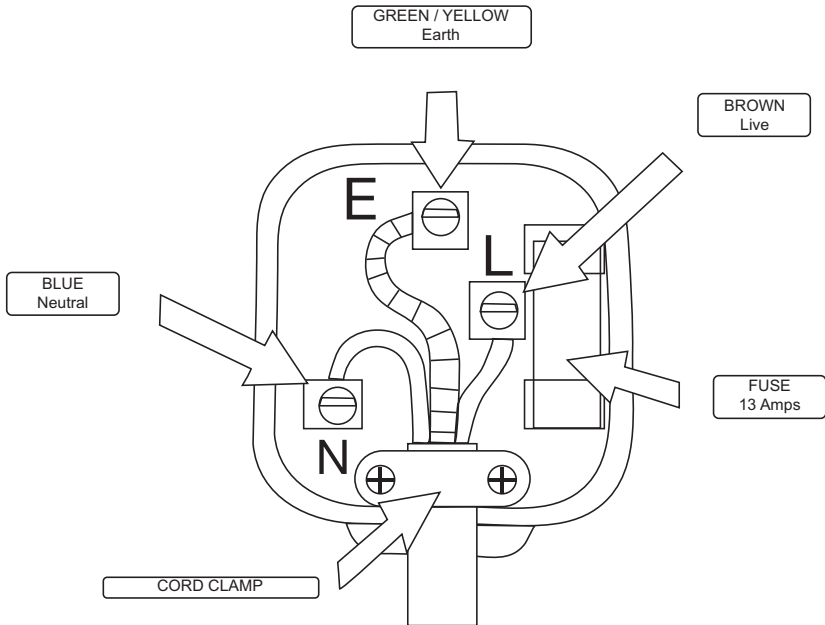 GREEN / YELLOW
Earth
BROWN
Live
E
L
BLUE
Neutral
FUSE
13 Amps
N
CORD CLAMP